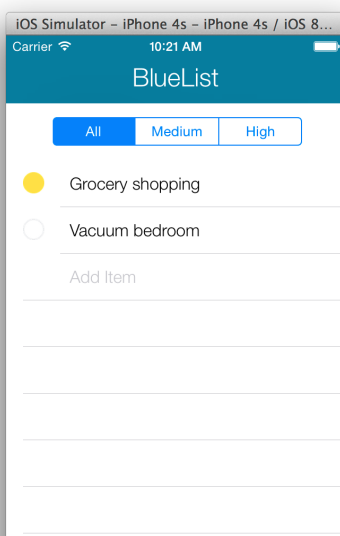 iOS Simulator – iPhone 4s – iPhone 4s / iOS 8...
Carrier 10:21 AM
BlueList
All Medium High
Grocery shopping
Vacuum bedroom
Add Item